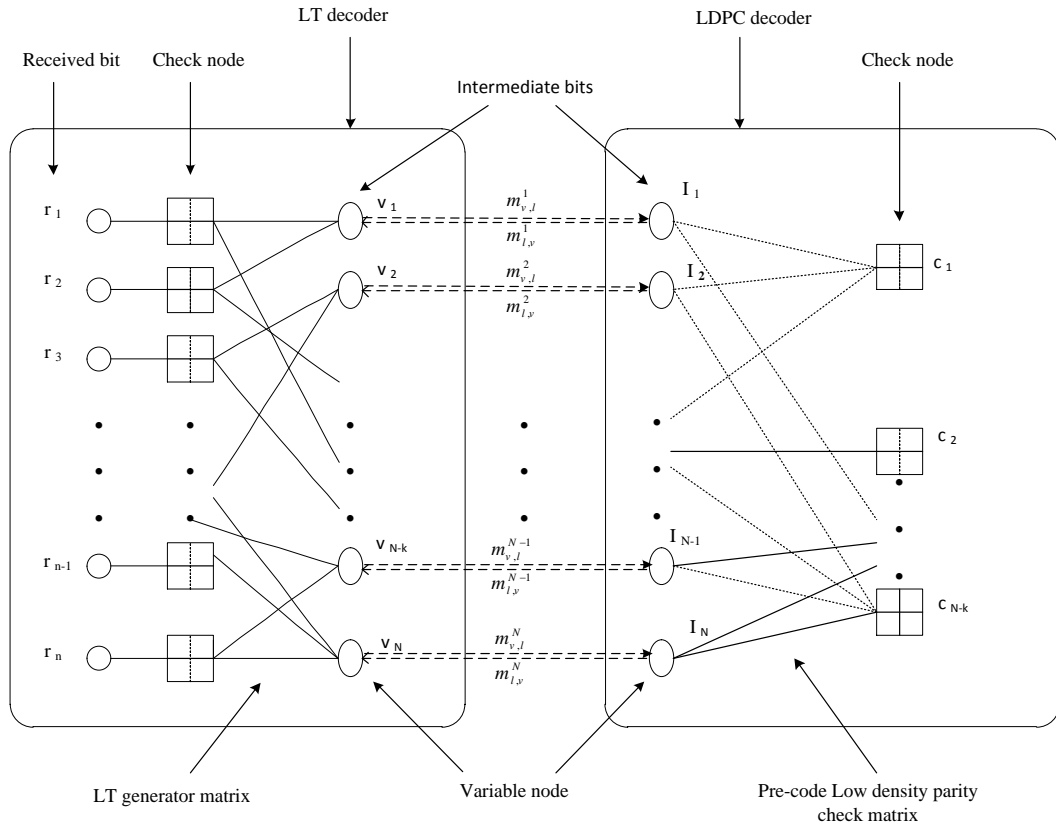 LT decoder
LDPC decoder
Received bit
Check node
Intermediate bits
Check node
r 1
v 1
m^1_{v,l}
m^1_{l,v}
I 1
r 2
v 2
m^2_{v,l}
m^2_{l,v}
I 2
c 1
r 3
c 2
r n-1
v N-k
m^{N-1}_{v,l}
m^{N-1}_{l,v}
I N-1
c N-k
r n
v N
m^N_{v,l}
m^N_{l,v}
I N
LT generator matrix
Variable node
Pre-code Low density parity
check matrix